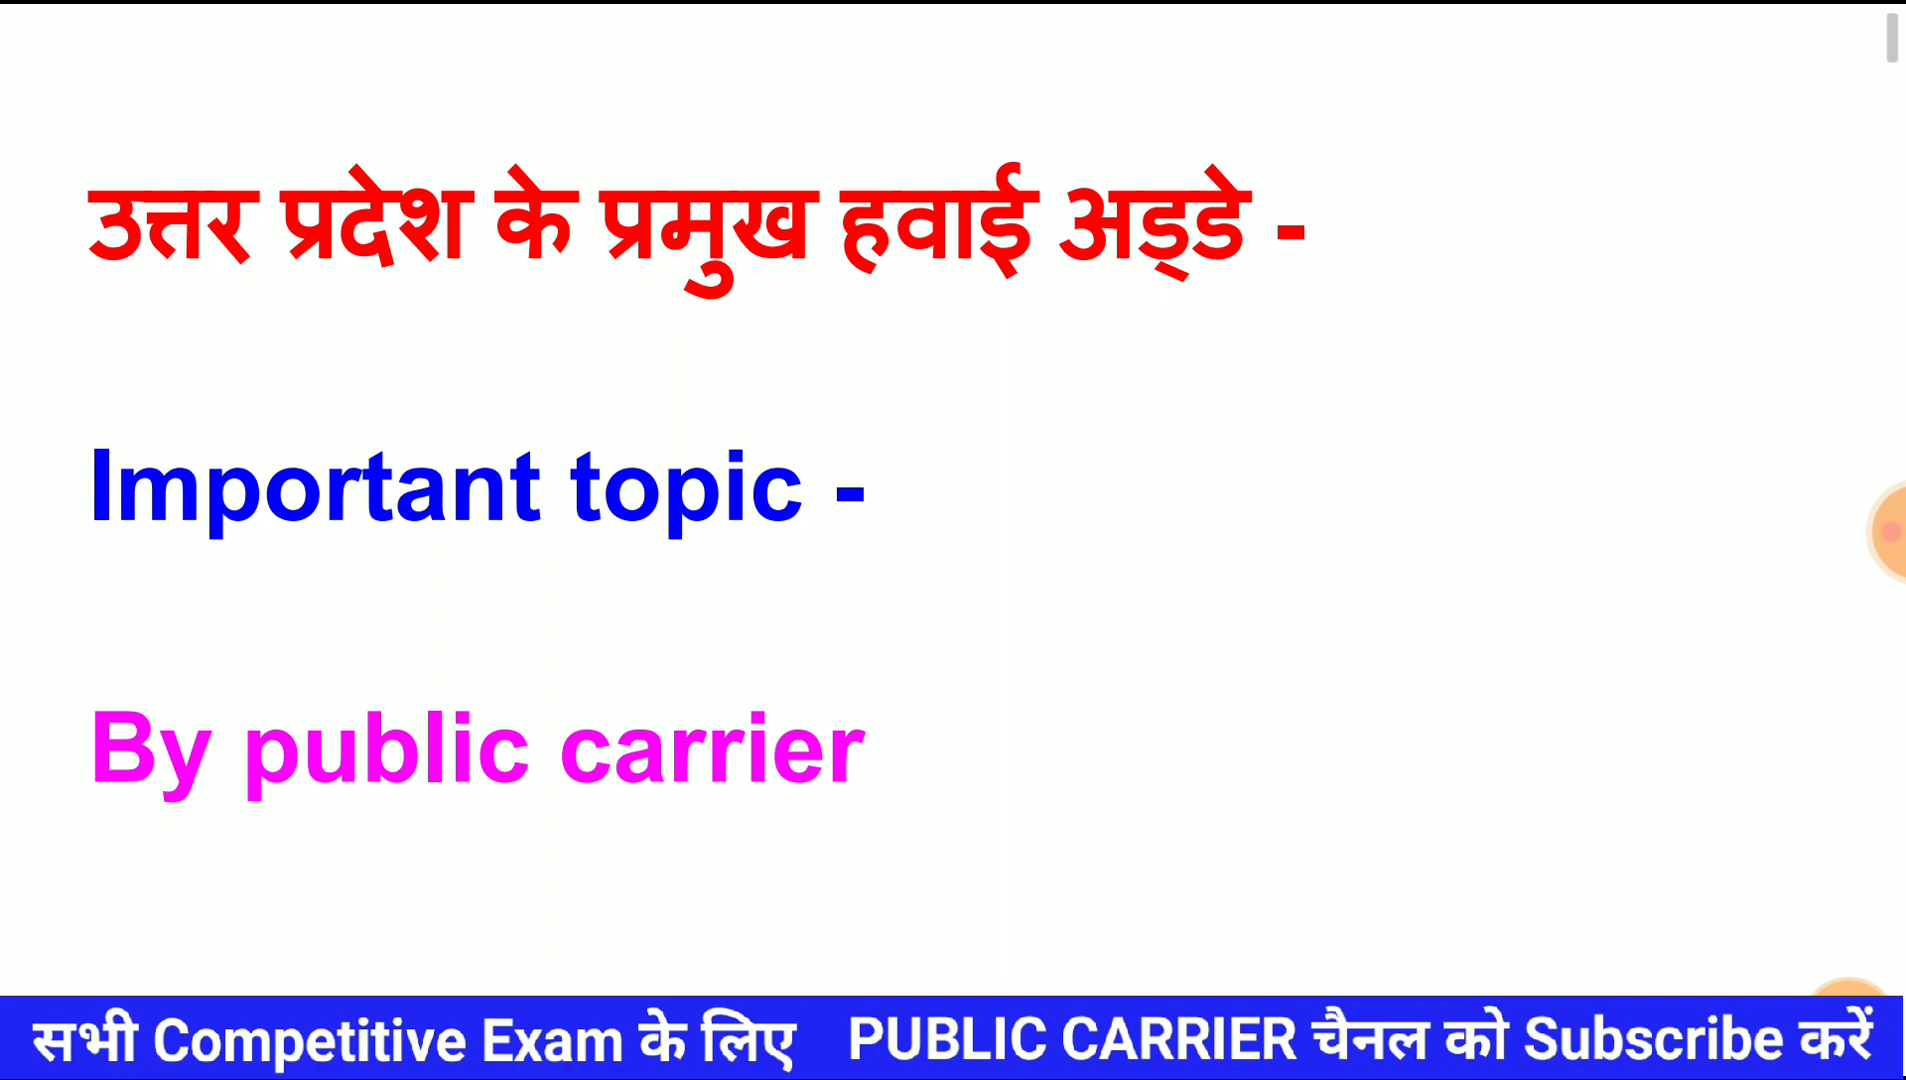 उत्तर प्रदेश के प्रमुख हवाई अड्डे -
Important topic -
By public carrier
सभी Competitive Exam के लिए PUBLIC CARRIER चैनल को Subscribe करें